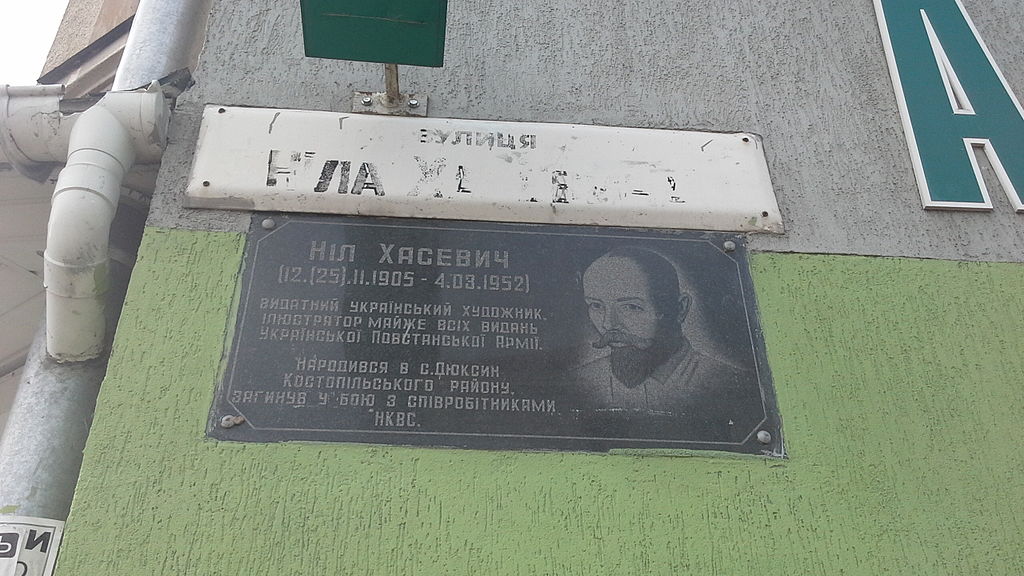 ВУЛИЦЯ
НІЛ ХАСЕВИЧ
(12.(25).11.1905 - 4.03.1952)
ВИДАТНИЙ УКРАЇНСЬКИЙ ХУДОЖНИК,
ІЛЮСТРАТОР МАЙЖЕ ВСІХ ВИДАНЬ
УКРАЇНСЬКОЇ ПОВСТАНСЬКОЇ АРМІЇ.
НАРОДИВСЯ В С.ДЮКСИН
КОСТОПІЛЬСЬКОГО РАЙОНУ,
ЗАГИНУВ У БОЮ З СПІВРОБІТНИКАМИ
НКВС.
А